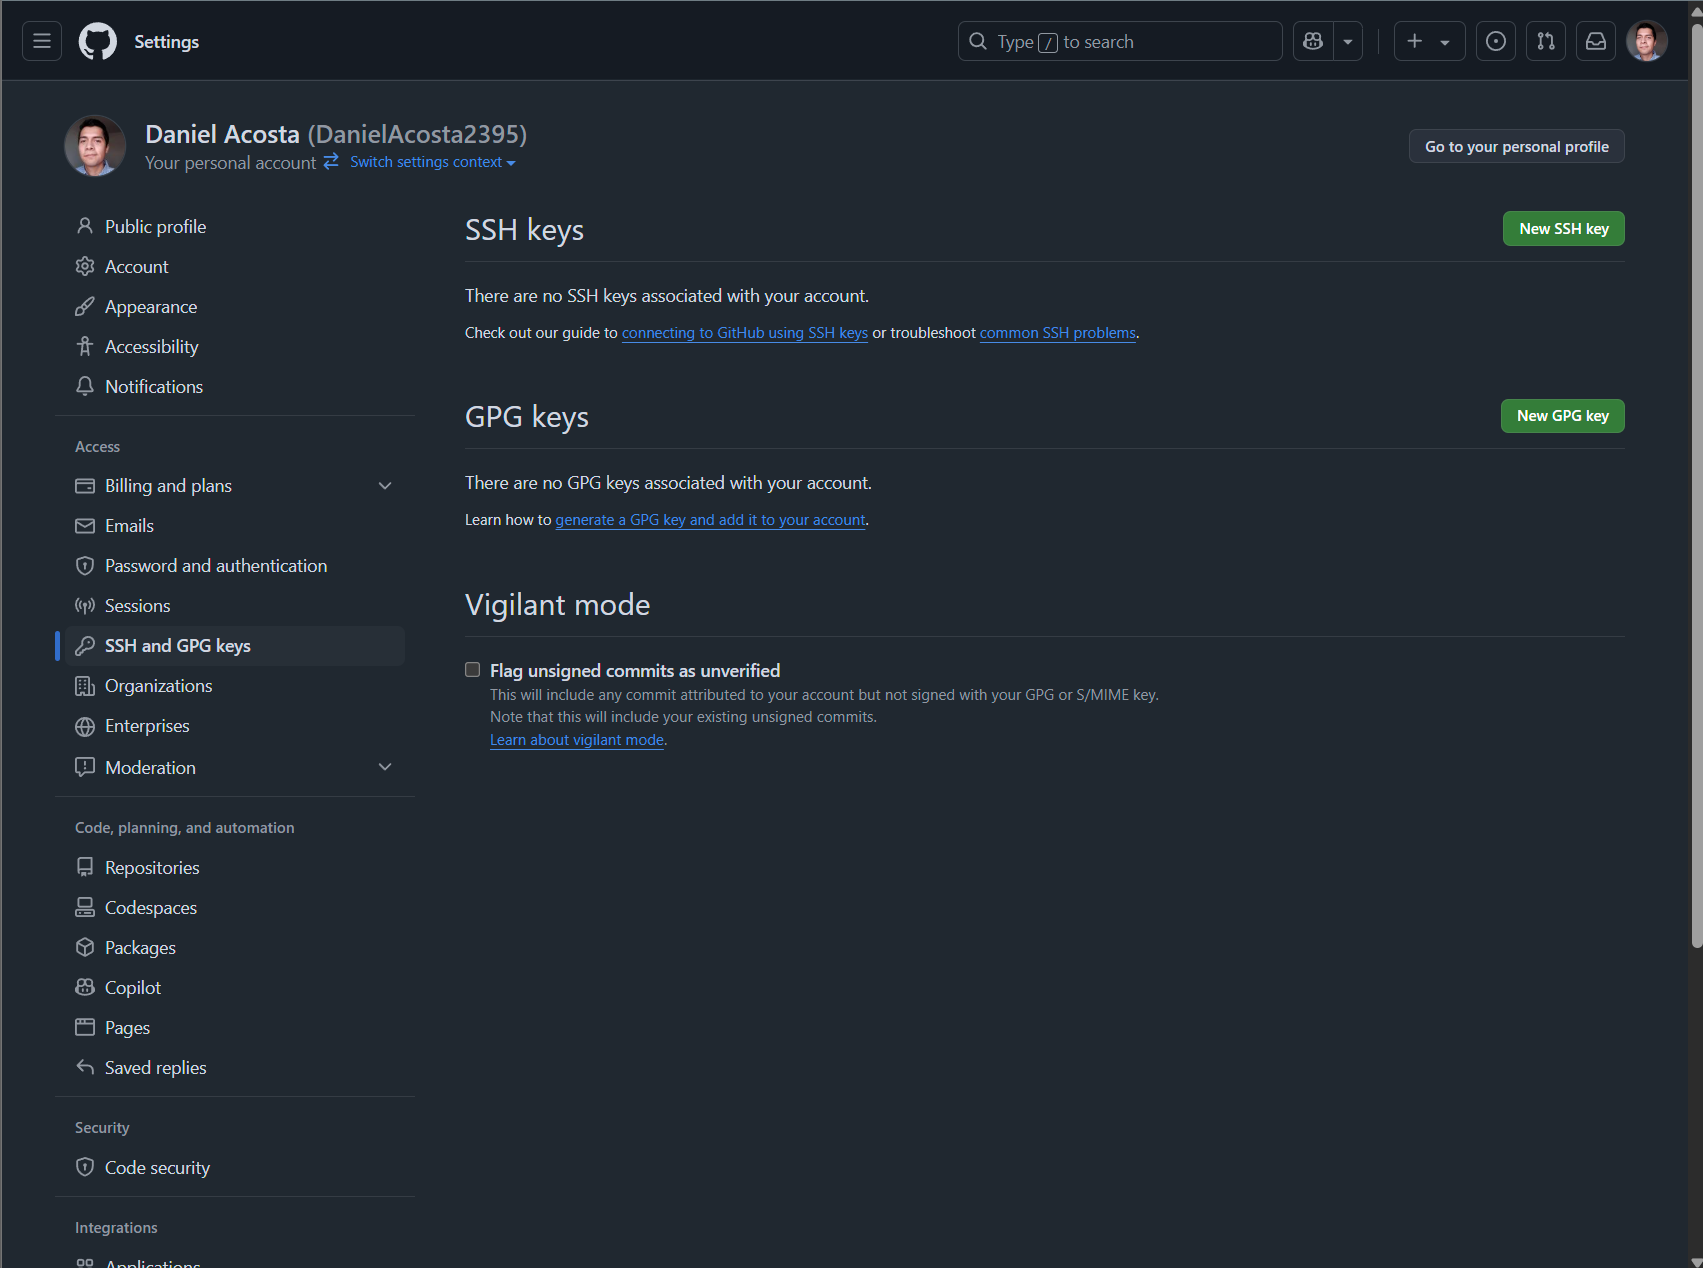 Settings
Type / to search
Daniel Acosta (DanielAcosta2395)
Your personal account
Switch settings context
Go to your personal profile
Public profile
Account
Appearance
Accessibility
Notifications
Access
Billing and plans
Emails
Password and authentication
Sessions
SSH and GPG keys
Organizations
Enterprises
Moderation
Code, planning, and automation
Repositories
Codespaces
Packages
Copilot
Pages
Saved replies
Security
Code security
Integrations
Applications
SSH keys
New SSH key
There are no SSH keys associated with your account.
Check out our guide to connecting to GitHub using SSH keys or troubleshoot common SSH problems.
GPG keys
New GPG key
There are no GPG keys associated with your account.
Learn how to generate a GPG key and add it to your account.
Vigilant mode
Flag unsigned commits as unverified
This will include any commit attributed to your account but not signed with your GPG or S/MIME key.
Note that this will include your existing unsigned commits.
Learn about vigilant mode.